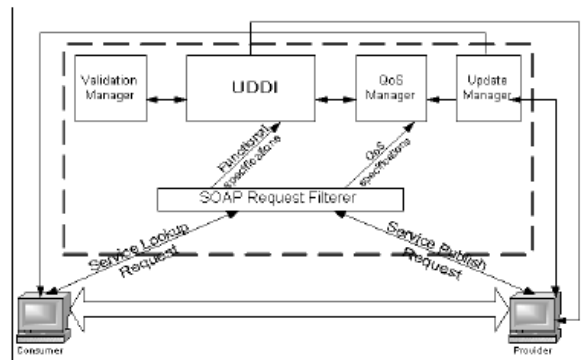 Validation
Manager
UDDI
QoS
Manager
Update
Manager
Functional
specifications
QoS
specifications
SOAP Request Filterer
Service Lookup
Request
Service Publish
Request
Consumer
Provider